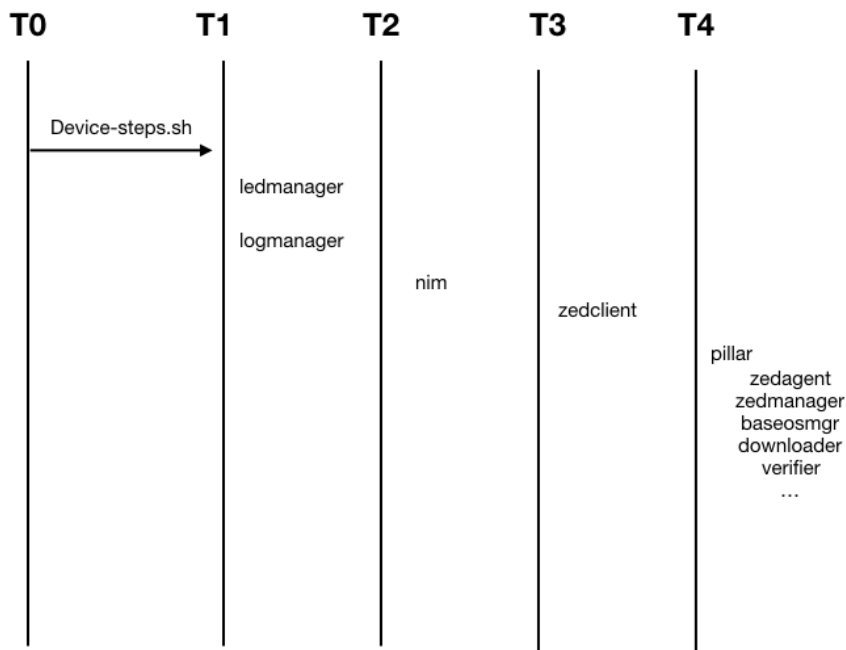 T0
T1
T2
T3
T4
Device-steps.sh
ledmanager
logmanager
nim
zedclient
pillar
zedagent
zedmanager
baseosmgr
downloader
verifier
...